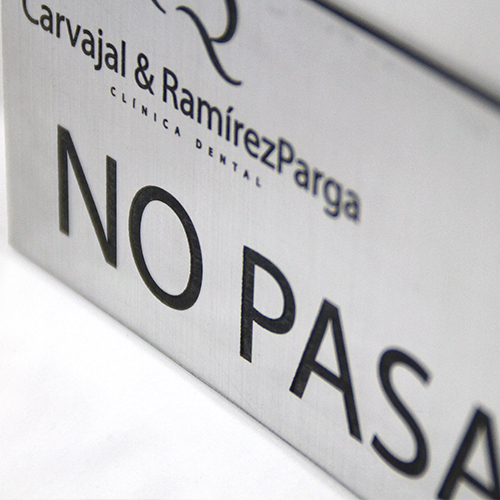 Carvajal & RamírezParga
CLÍNICA DENTAL
NO PASA